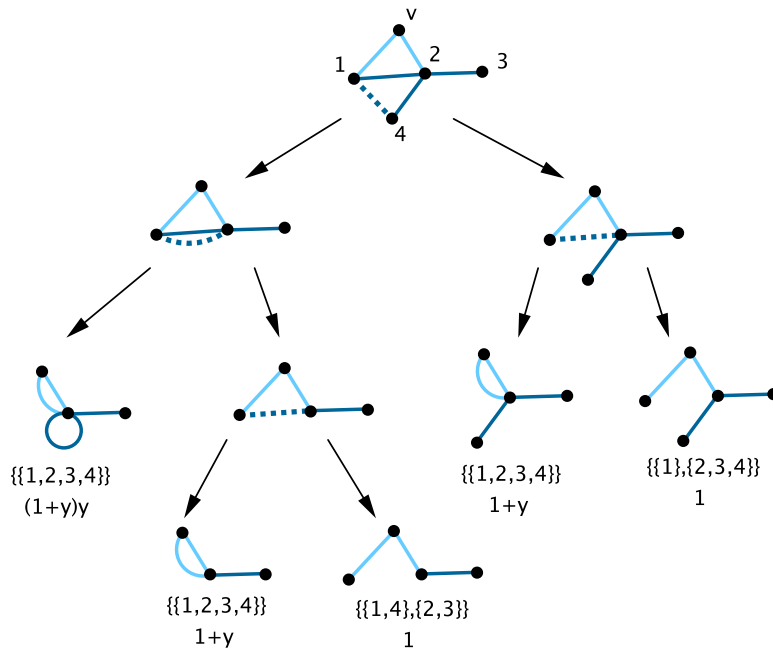 v
1
2
3
4
{{1,2,3,4}}
(1+y)y
{{1,2,3,4}}
1+y
{{1},{2,3,4}}
1
{{1,2,3,4}}
1+y
{{1,4},{2,3}}
1